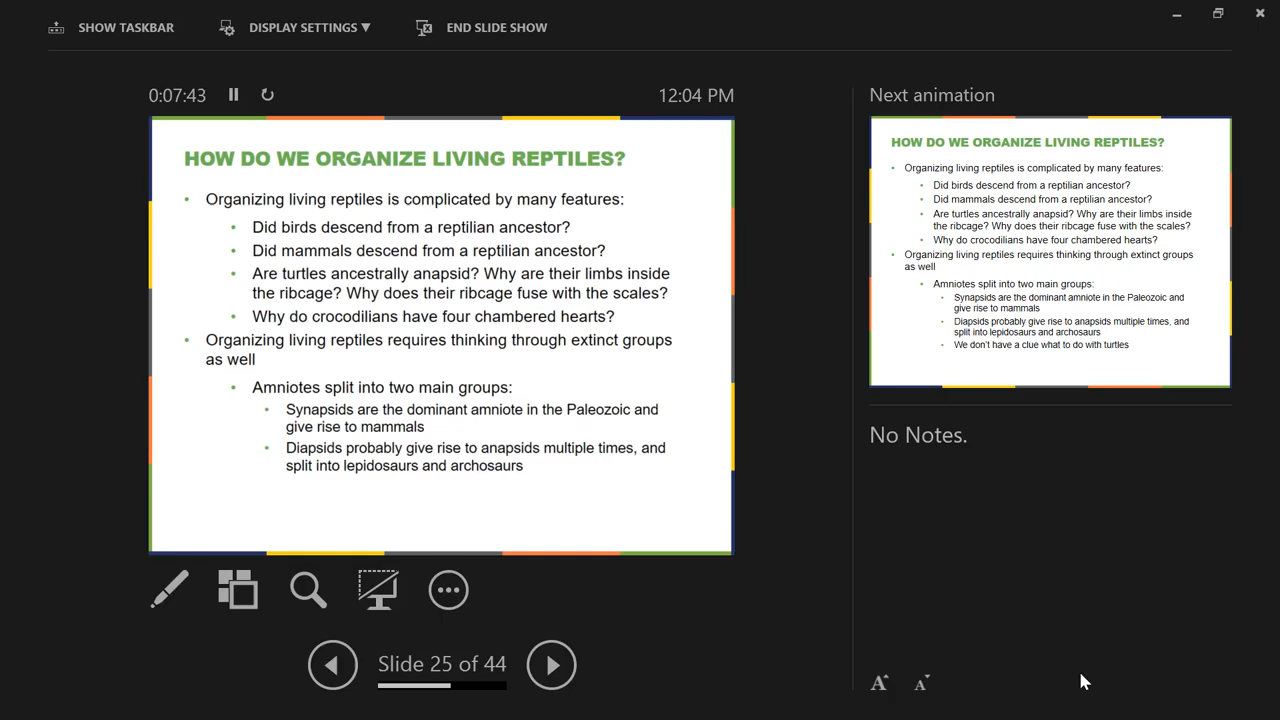 SHOW TASKBAR
DISPLAY SETTINGS ▼
END SLIDE SHOW
0:07:43
12:04 PM
HOW DO WE ORGANIZE LIVING REPTILES?
• Organizing living reptiles is complicated by many features:
• Did birds descend from a reptilian ancestor?
• Did mammals descend from a reptilian ancestor?
• Are turtles ancestrally anapsid? Why are their limbs inside
the ribcage? Why does their ribcage fuse with the scales?
• Why do crocodilians have four chambered hearts?
• Organizing living reptiles requires thinking through extinct groups
as well
• Amniotes split into two main groups:
• Synapsids are the dominant amniote in the Paleozoic and
give rise to mammals
• Diapsids probably give rise to anapsids multiple times, and
split into lepidosaurs and archosaurs
Slide 25 of 44
Next animation
HOW DO WE ORGANIZE LIVING REPTILES?
• Organizing living reptiles is complicated by many features:
• Did birds descend from a reptilian ancestor?
• Did mammals descend from a reptilian ancestor?
• Are turtles ancestrally anapsid? Why are their limbs inside
the ribcage? Why does their ribcage fuse with the scales?
• Why do crocodilians have four chambered hearts?
• Organizing living reptiles requires thinking through extinct groups
as well
• Amniotes split into two main groups:
• Synapsids are the dominant amniote in the Paleozoic and
give rise to mammals
• Diapsids probably give rise to anapsids multiple times, and
split into lepidosaurs and archosaurs
• We don't have a clue what to do with turtles
No Notes.
A A